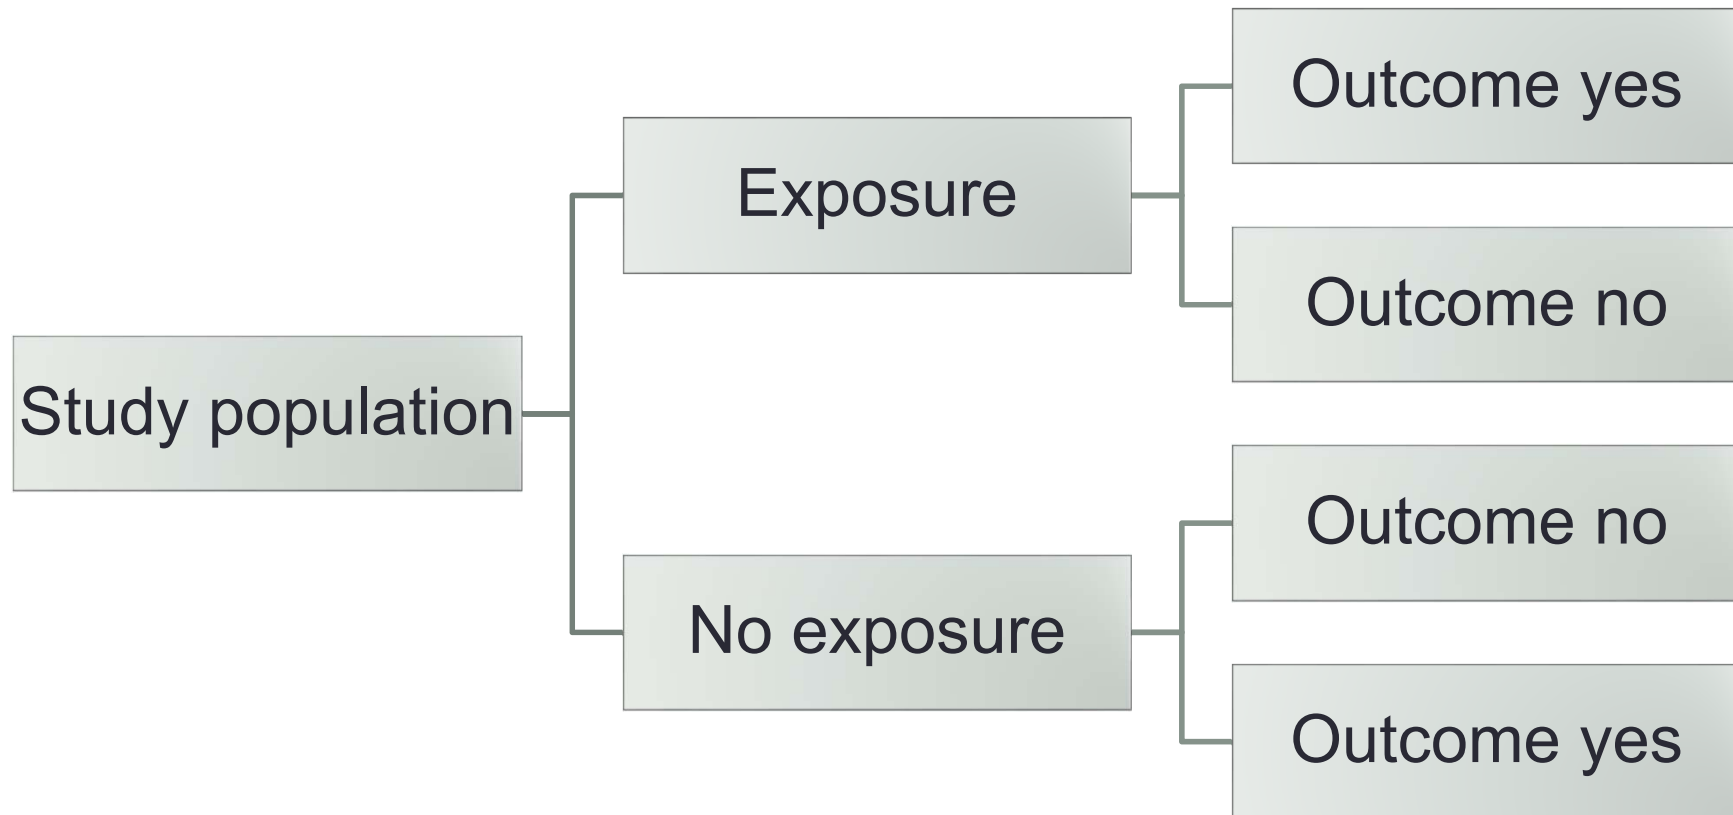 Study population
Exposure
No exposure
Outcome yes
Outcome no
Outcome no
Outcome yes